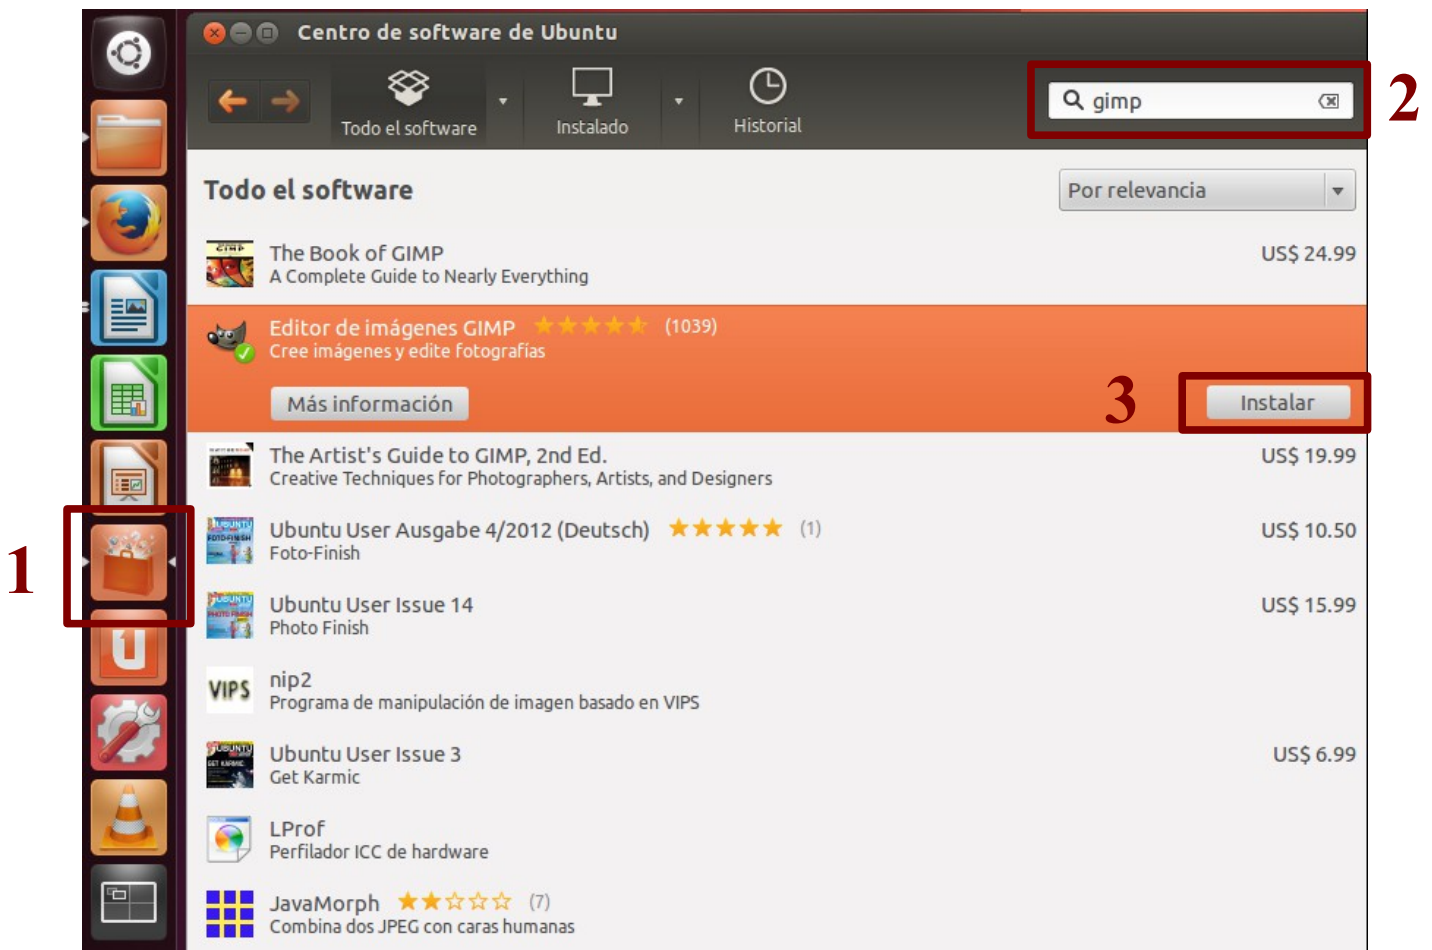 Centro de software de Ubuntu
Todo el software
Instalado
Historial
gimp
2
Todo el software
Por relevancia
The Book of GIMP
US$ 24.99
A Complete Guide to Nearly Everything
Editor de imágenes GIMP (1039)
Cree imágenes y edite fotografías
Más información
3
Instalar
The Artist's Guide to GIMP, 2nd Ed.
US$ 19.99
Creative Techniques for Photographers, Artists, and Designers
Ubuntu User Ausgabe 4/2012 (Deutsch) (1)
US$ 10.50
Foto-Finish
1
Ubuntu User Issue 14
US$ 15.99
Photo Finish
VIPS
nip2
Programa de manipulación de imagen basado en VIPS
Ubuntu User Issue 3
US$ 6.99
Get Karmic
LProf
Perfilador ICC de hardware
JavaMorph (7)
Combina dos JPEG con caras humanas